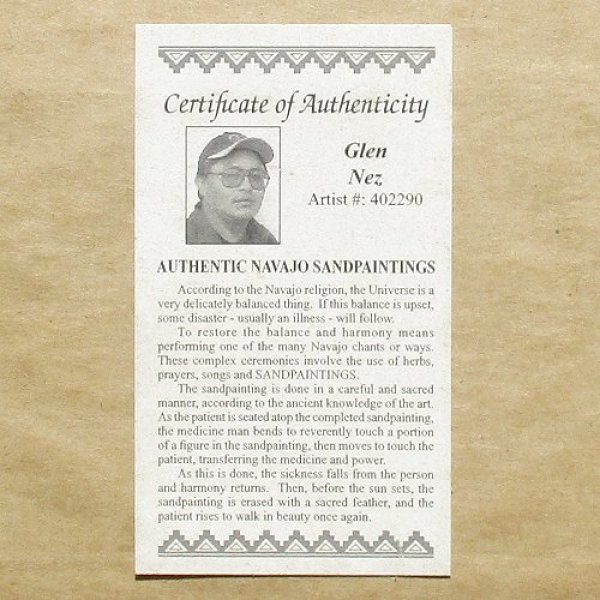 Certificate of Authenticity
Glen
Nez
Artist #: 402290
AUTHENTIC NAVAJO SANDPAINTINGS
According to the Navajo religion, the Universe is a
very delicately balanced thing. If this balance is upset,
some disaster - usually an illness - will follow.
To restore the balance and harmony means
performing one of the many Navajo chants or ways.
These complex ceremonies involve the use of herbs,
prayers, songs and SANDPAINTINGS.
The sandpainting is done in a careful and sacred
manner, according to the ancient knowledge of the art.
As the patient is seated atop the completed sandpainting,
the medicine man bends to reverently touch a portion
of a figure in the sandpainting, then moves to touch the
patient, transferring the medicine and power.
As this is done, the sickness falls from the person
and harmony returns. Then, before the sun sets, the
sandpainting is erased with a sacred feather, and the
patient rises to walk in beauty once again.